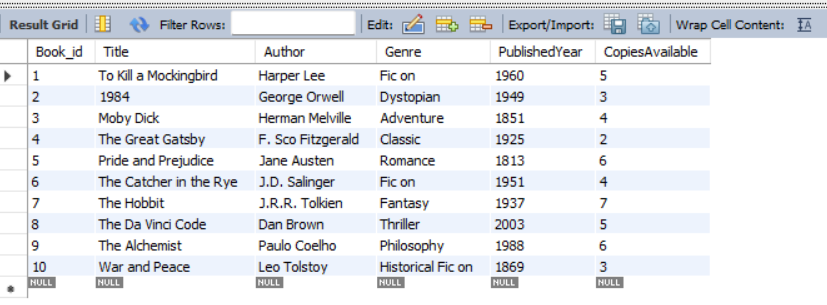 Result Grid Filter Rows: Edit: Export/Import: Wrap Cell Content: IA
Book_id Title Author Genre PublishedYear CopiesAvailable
1 To Kill a Mockingbird Harper Lee Fic on 1960 5
2 1984 George Orwell Dystopian 1949 3
3 Moby Dick Herman Melville Adventure 1851 4
4 The Great Gatsby F. Sco Fitzgerald Classic 1925 2
5 Pride and Prejudice Jane Austen Romance 1813 6
6 The Catcher in the Rye J.D. Salinger Fic on 1951 4
7 The Hobbit J.R.R. Tolkien Fantasy 1937 7
8 The Da Vinci Code Dan Brown Thriller 2003 5
9 The Alchemist Paulo Coelho Philosophy 1988 6
10 War and Peace Leo Tolstoy Historical Fic on 1869 3
NULL NULL NULL NULL NULL NULL